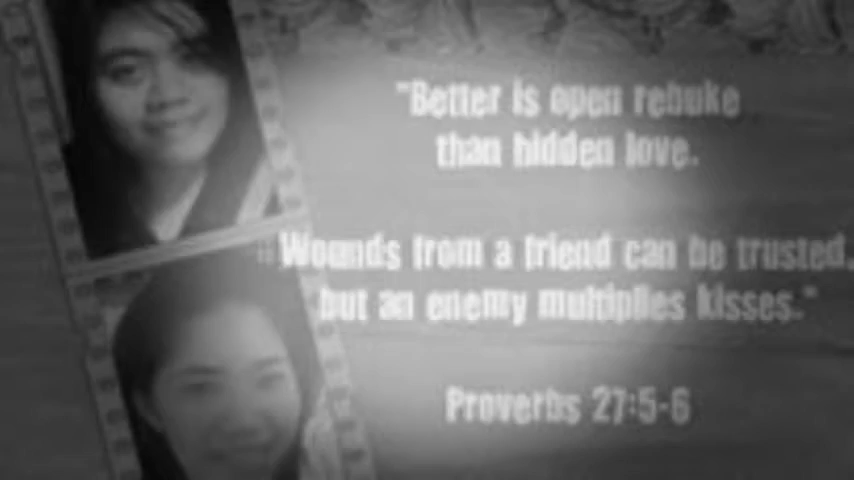 "Better is open rebuke
than hidden love.
Wounds from a friend can be trusted,
but an enemy multiplies kisses."
Proverbs 27:5-6